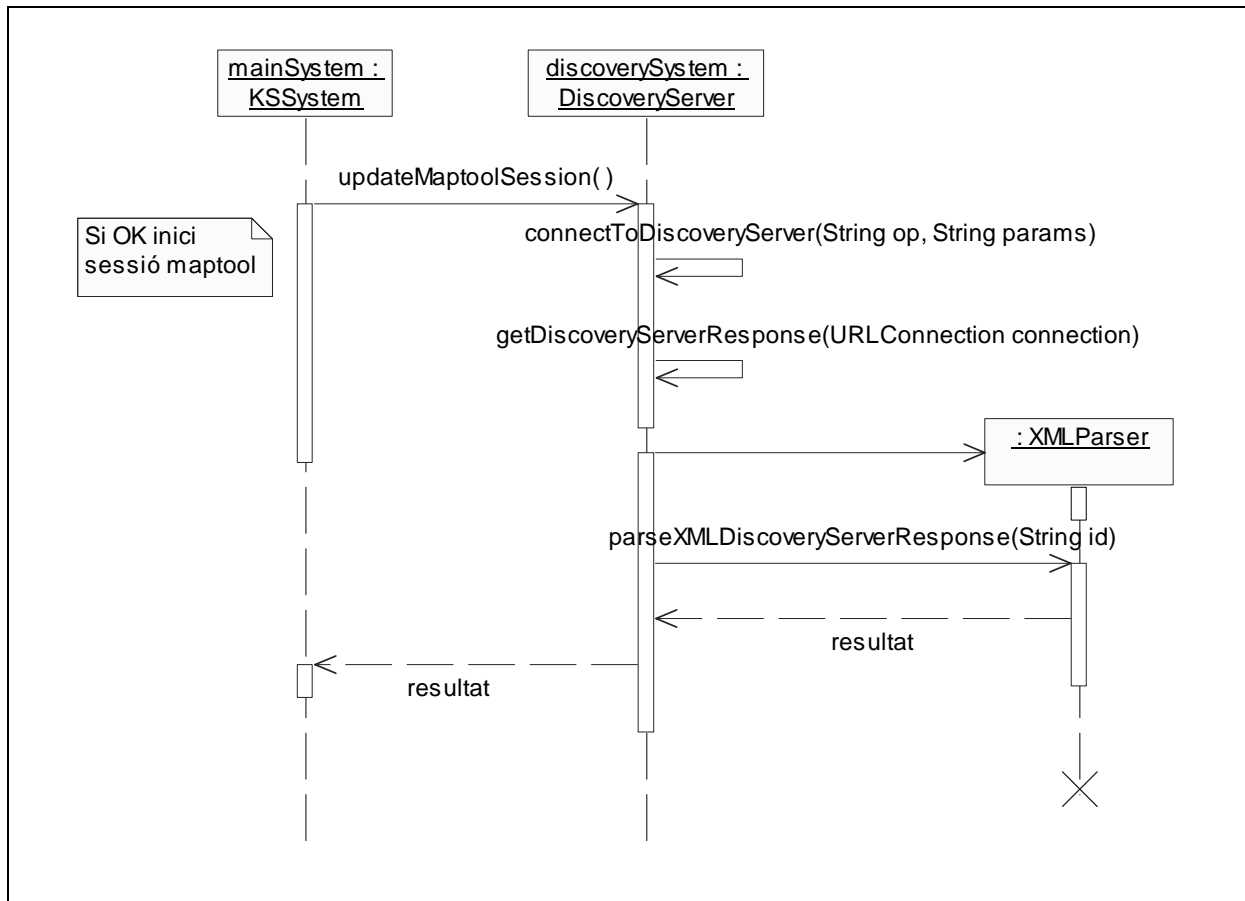 mainSystem :
KSSystem
discoverySystem :
DiscoveryServer
updateMaptoolSession( )
Si OK inici
sessió maptool
connectToDiscoveryServer(String op, String params)
getDiscoveryServerResponse(URLConnection connection)
: XMLParser
parseXMLDiscoveryServerResponse(String id)
resultat
resultat